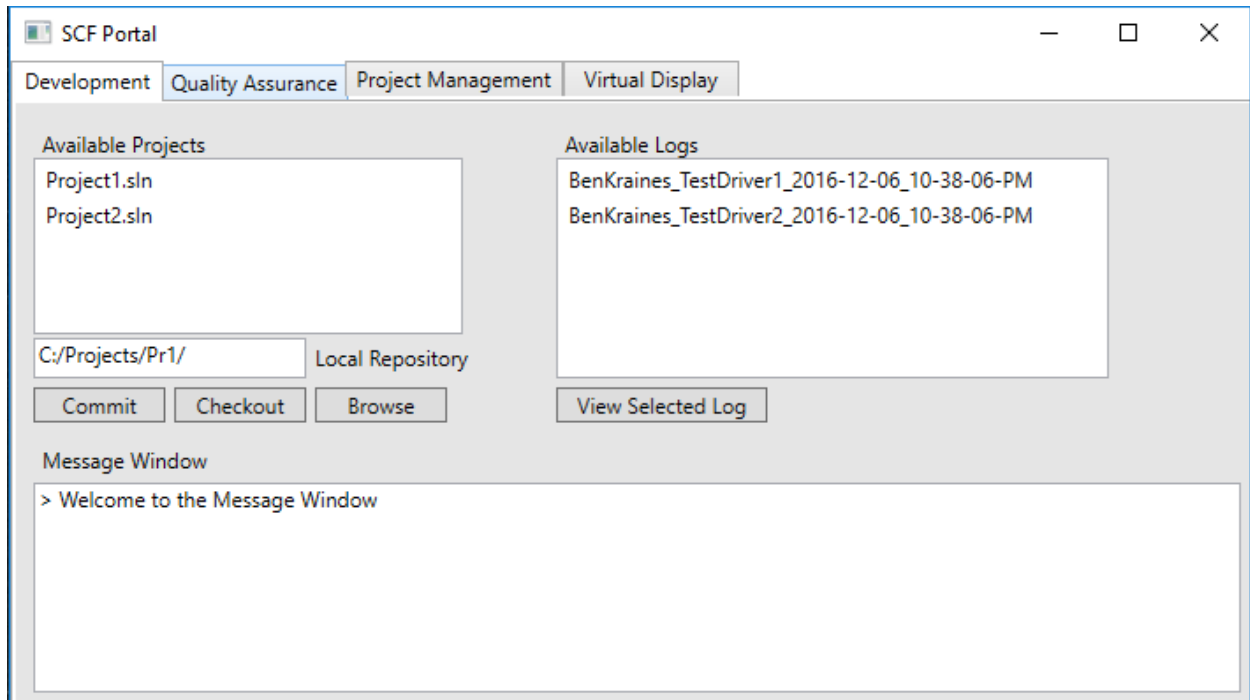 SCF Portal
Development Quality Assurance Project Management Virtual Display
Available Projects
Project1.sln
Project2.sln
C:/Projects/Pr1/ Local Repository
Commit Checkout Browse
Available Logs
BenKraines_TestDriver1_2016-12-06_10-38-06-PM
BenKraines_TestDriver2_2016-12-06_10-38-06-PM
View Selected Log
Message Window
> Welcome to the Message Window